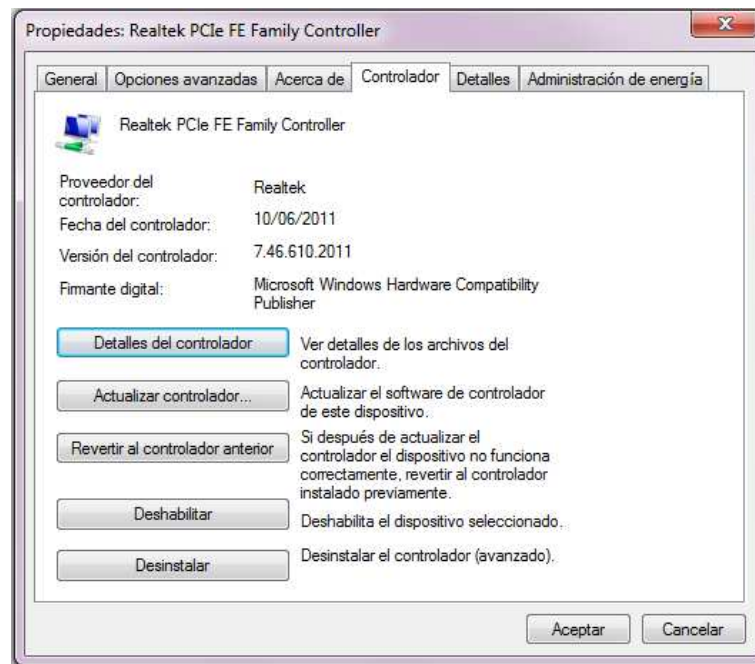 Propiedades: Realtek PCIe FE Family Controller
General
Opciones avanzadas
Acerca de
Controlador
Detalles
Administración de energía
Realtek PCIe FE Family Controller
Proveedor del
controlador:
Realtek
Fecha del controlador:
10/06/2011
Versión del controlador:
7.46.610.2011
Firmante digital:
Microsoft Windows Hardware Compatibility
Publisher
Detalles del controlador
Ver detalles de los archivos del
controlador.
Actualizar controlador...
Actualizar el software de controlador
de este dispositivo.
Revertir al controlador anterior
Si después de actualizar el
controlador el dispositivo no funciona
correctamente, revertir al controlador
instalado previamente.
Deshabilitar
Deshabilita el dispositivo seleccionado.
Desinstalar
Desinstalar el controlador (avanzado).
Aceptar
Cancelar